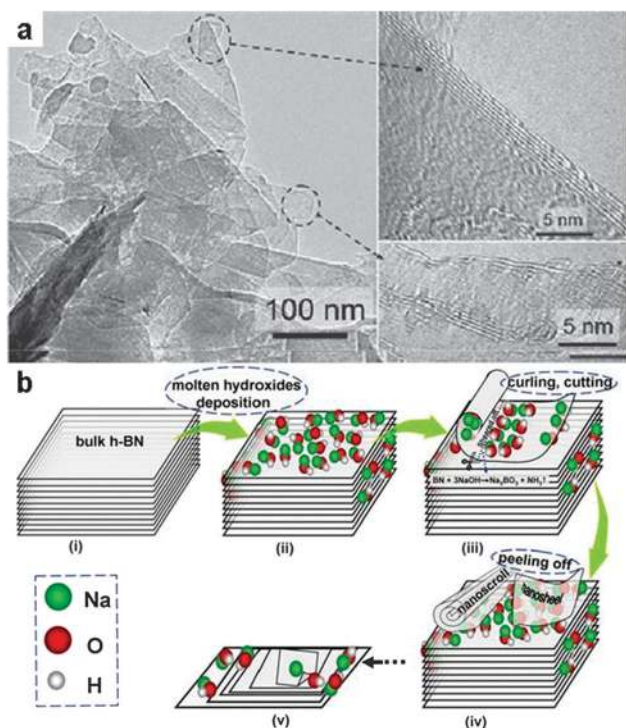 a
100 nm
5 nm
5 nm
b
molten hydroxides
deposition
curling, cutting
bulk h-BN
BN + 3NaOH→Na₃BO₃ + NH₃↑
(i)
(ii)
(iii)
peeling off
nanoscroll
nanosheet
Na
O
H
(v)
(iv)